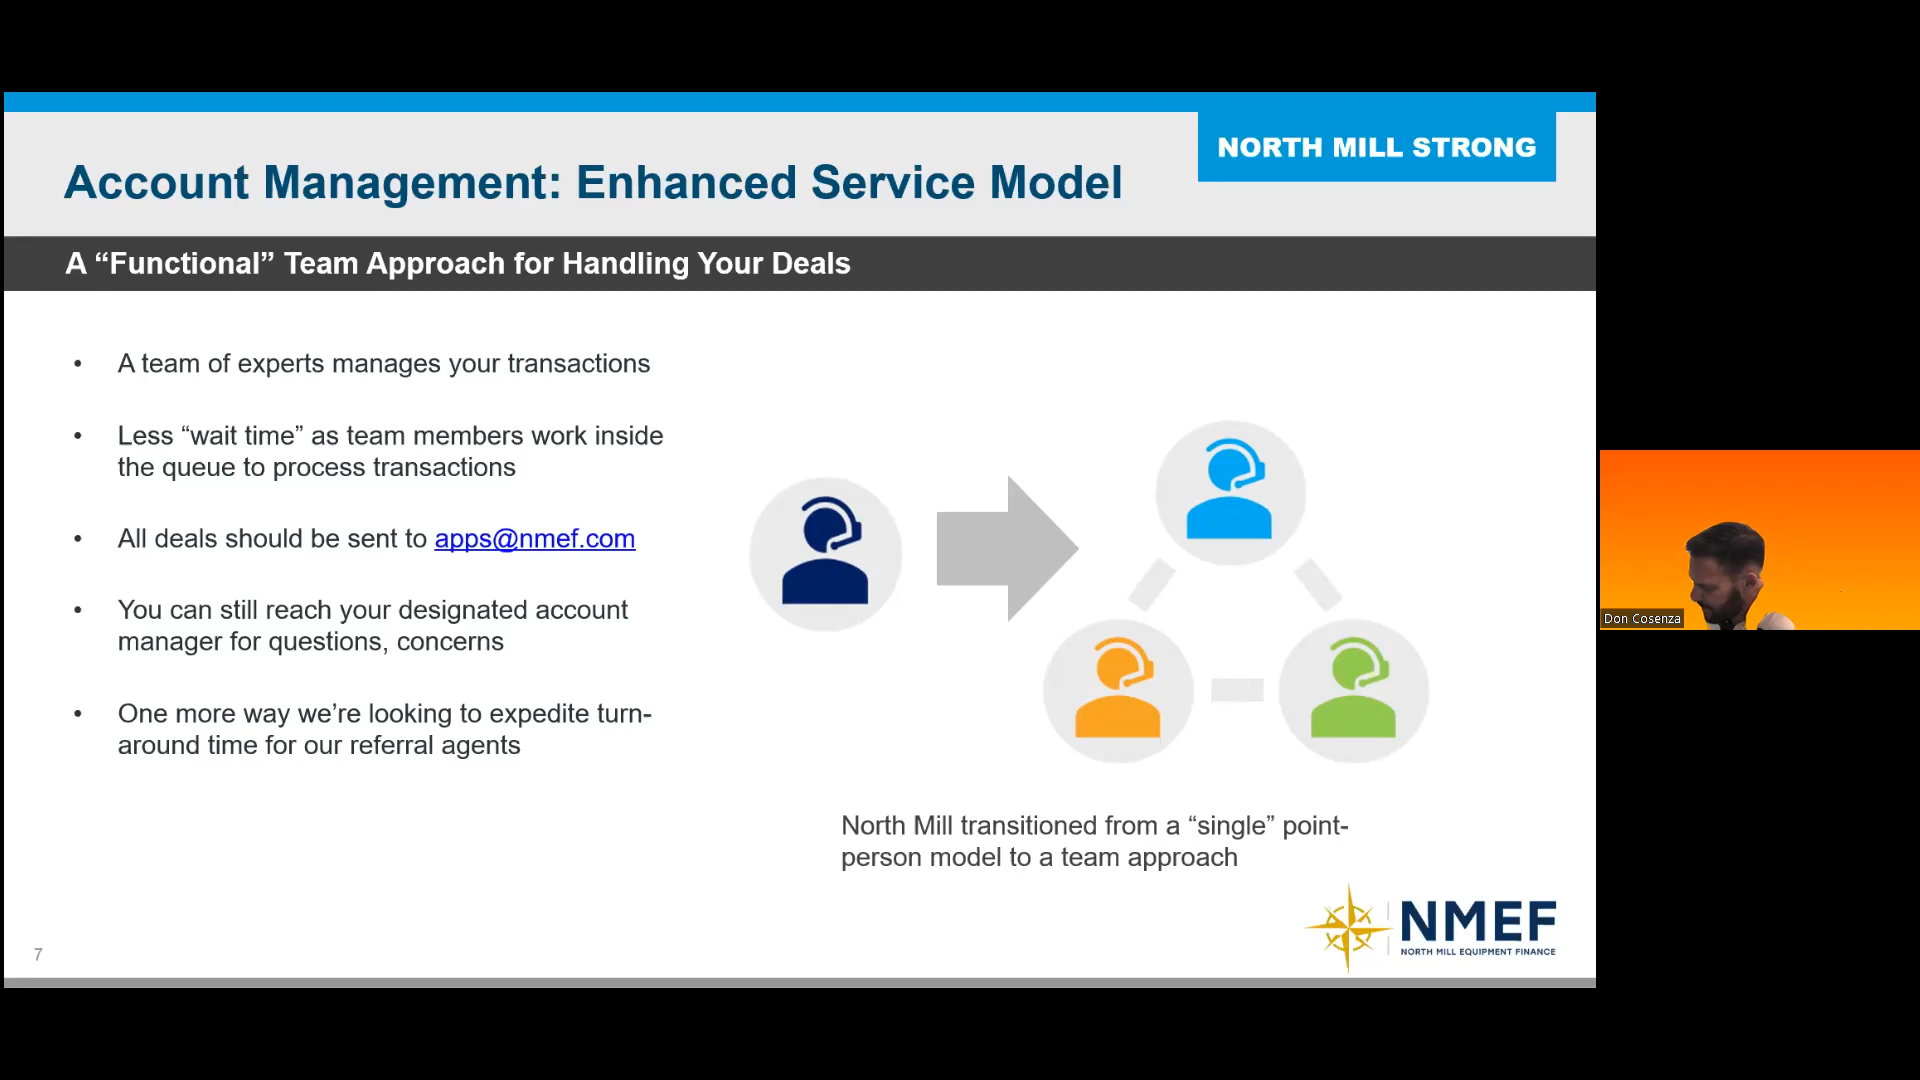 NORTH MILL STRONG
Account Management: Enhanced Service Model
A “Functional” Team Approach for Handling Your Deals
• A team of experts manages your transactions
• Less “wait time” as team members work inside
the queue to process transactions
• All deals should be sent to apps@nmef.com
• You can still reach your designated account
manager for questions, concerns
• One more way we’re looking to expedite turn-
around time for our referral agents
North Mill transitioned from a “single” point-
person model to a team approach
NMEF
NORTH MILL EQUIPMENT FINANCE
7
Don Cosenza